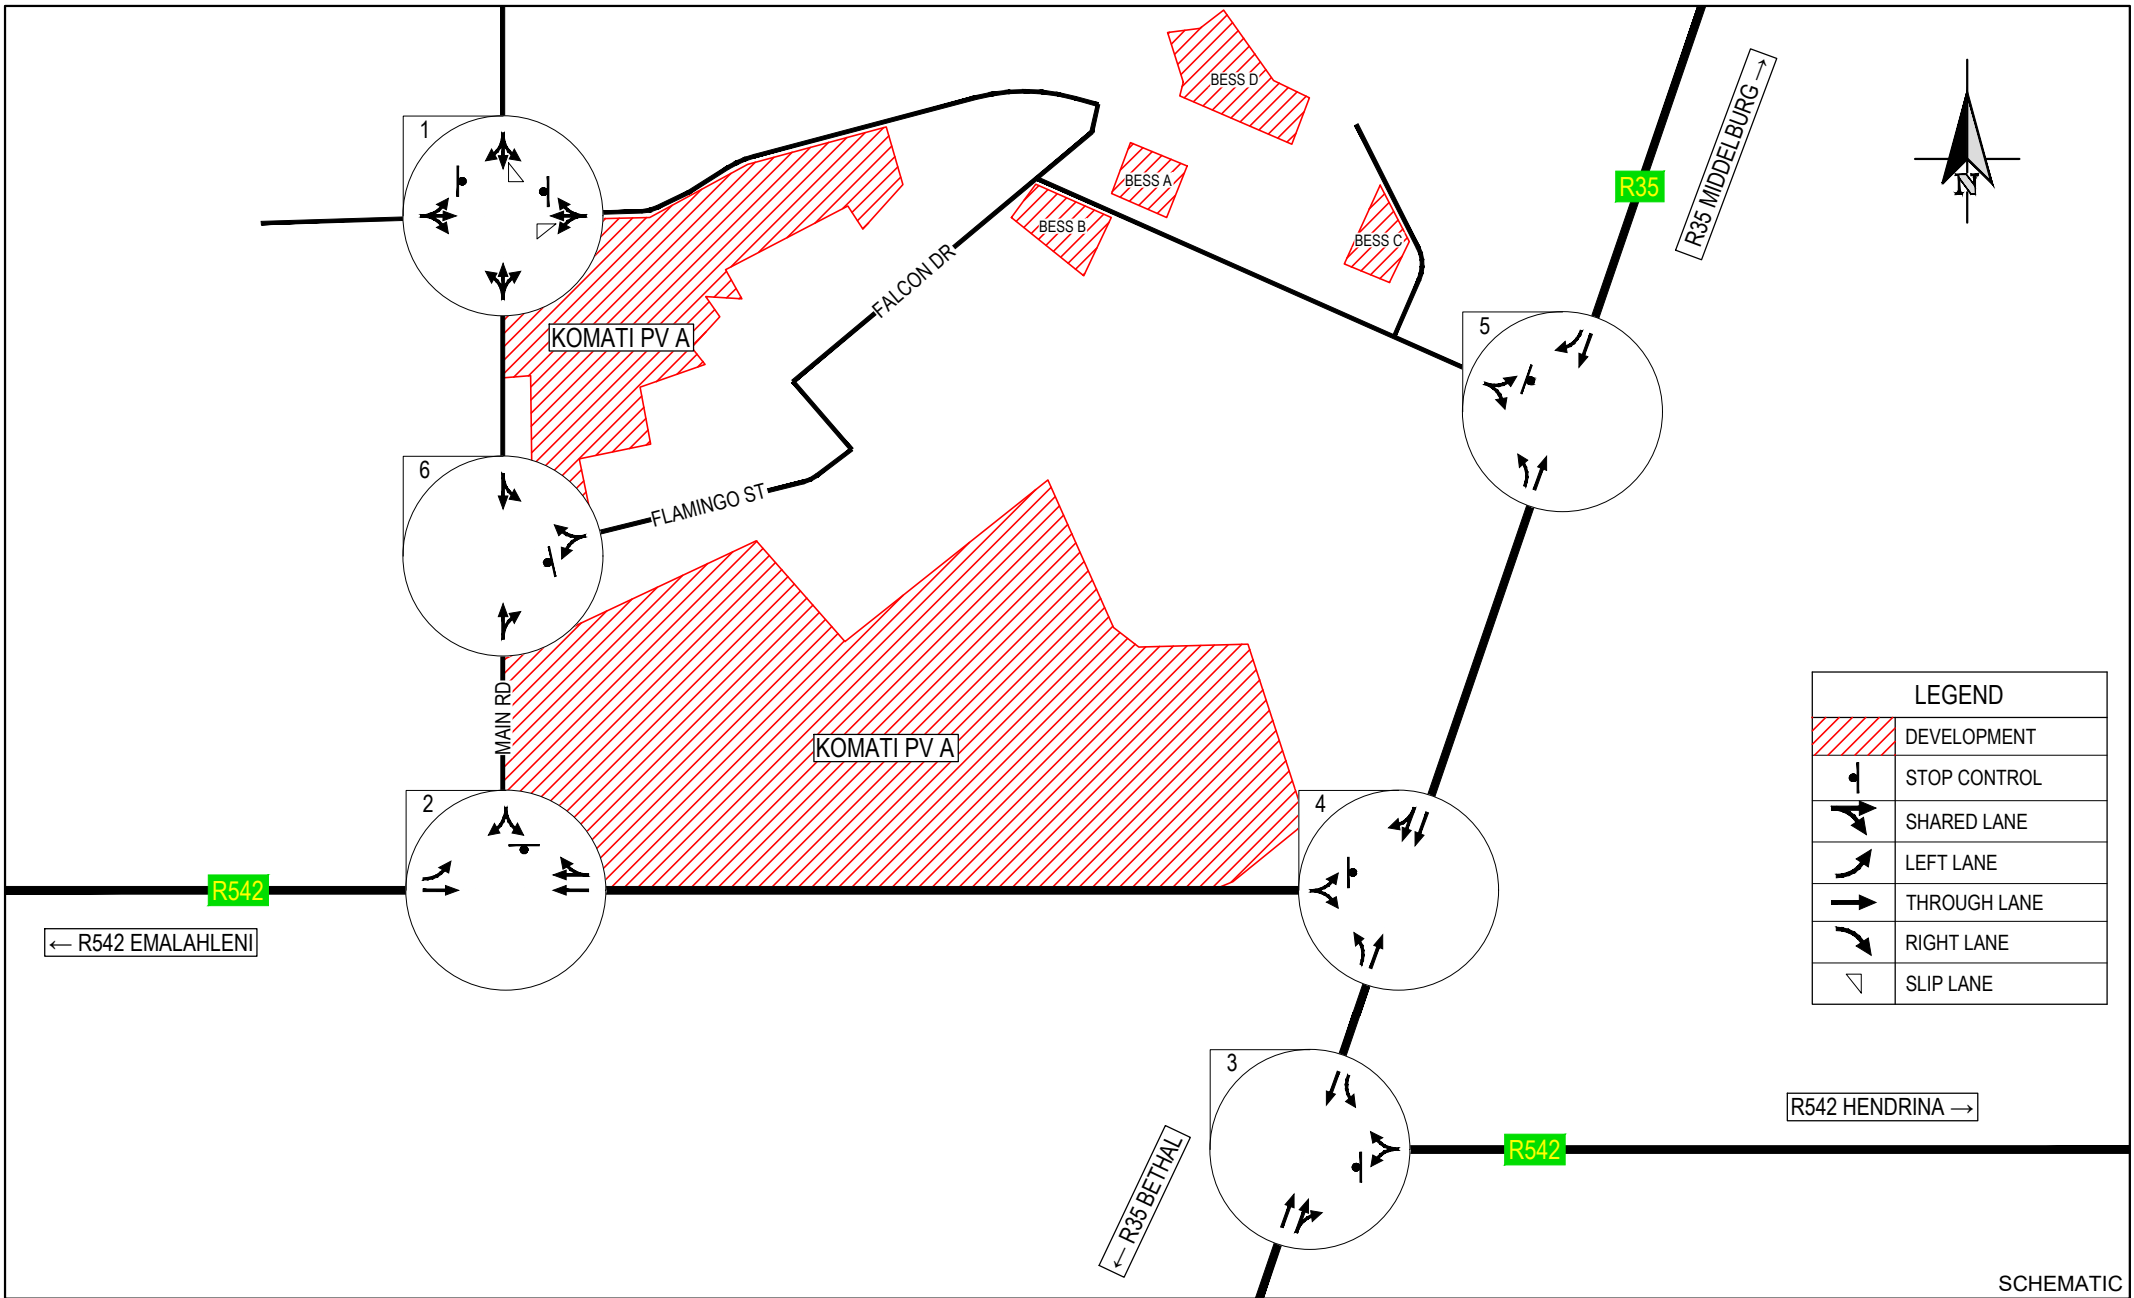 BESS D
R35 MIDDELBURG →
1
BESS A
R35
N
BESS B
BESS C
FALCON DR
KOMATI PV A
5
6
FLAMINGO ST
MAIN RD
KOMATI PV A
LEGEND
DEVELOPMENT
STOP CONTROL
SHARED LANE
LEFT LANE
THROUGH LANE
RIGHT LANE
SLIP LANE
2
4
R542
← R542 EMALAHLENI
3
R542 HENDRINA →
R542
← R35 BETHAL
SCHEMATIC